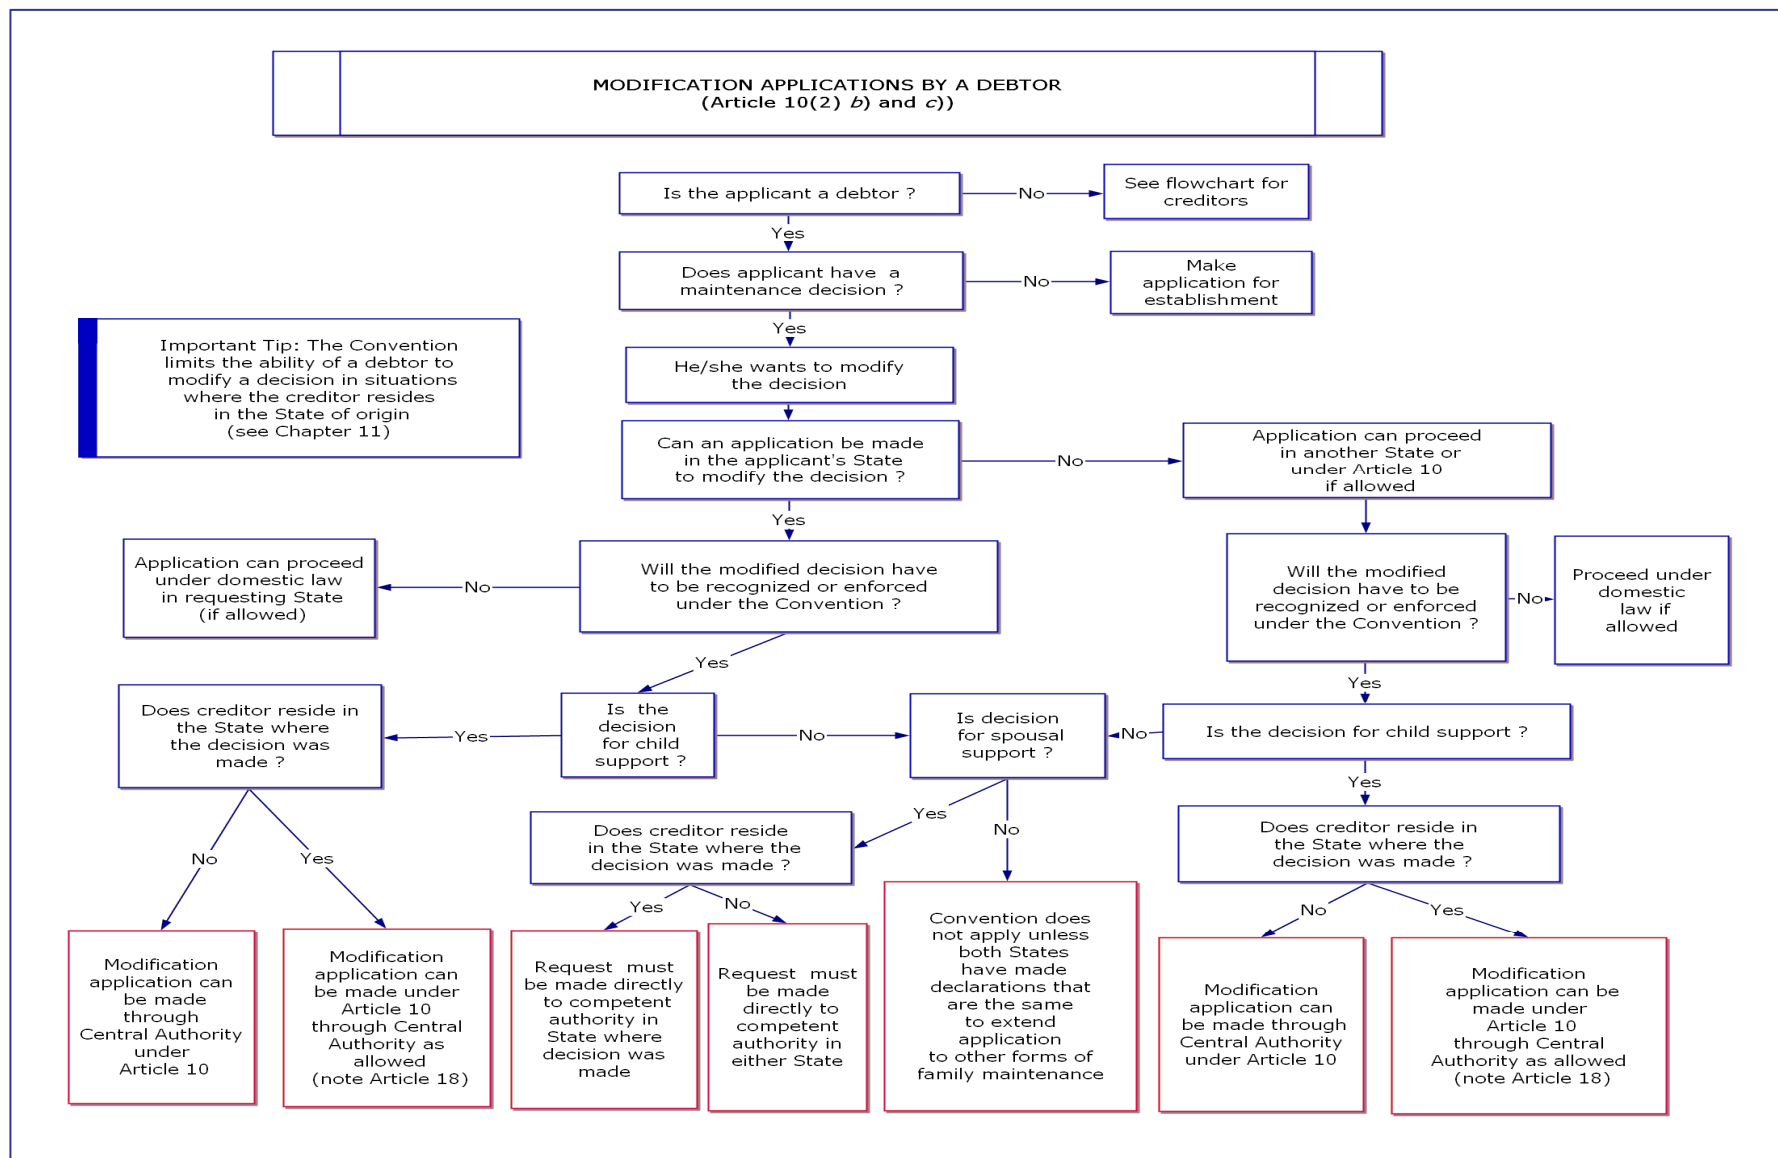 MODIFICATION APPLICATIONS BY A DEBTOR
(Article 10(2) b) and c))
Is the applicant a debtor ?
No
See flowchart for
creditors
Yes
Does applicant have a
maintenance decision ?
No
Make
application for
establishment
Yes
Important Tip: The Convention
limits the ability of a debtor to
modify a decision in situations
where the creditor resides
in the State of origin
(see Chapter 11)
He/she wants to modify
the decision
Can an application be made
in the applicant's State
to modify the decision ?
No
Application can proceed
in another State or
under Article 10
if allowed
Yes
Application can proceed
under domestic law
in requesting State
(if allowed)
No
Will the modified decision have
to be recognized or enforced
under the Convention ?
Will the modified
decision have to be
recognized or enforced
under the Convention ?
No
Proceed under
domestic
law if
allowed
Yes
Yes
Does creditor reside in
the State where
the decision was
made ?
Yes
Is the
decision
for child
support ?
No
Is decision
for spousal
support ?
No
Is the decision for child support ?
Yes
No
Yes
Does creditor reside
in the State where the
decision was made ?
Yes
No
Does creditor reside in
the State where the
decision was made ?
Yes
No
No
Yes
Modification
application can
be made
through
Central Authority
under
Article 10
Modification
application can
be made under
Article 10
through Central
Authority as
allowed
(note Article 18)
Request must
be made directly
to competent
authority in
State where
decision was
made
Request must
be made
directly to
competent
authority in
either State
Convention does
not apply unless
both States
have made
declarations that
are the same
to extend
application
to other forms of
family maintenance
Modification
application can
be made through
Central Authority
under Article 10
Modification
application can be
made under
Article 10
through Central
Authority as allowed
(note Article 18)